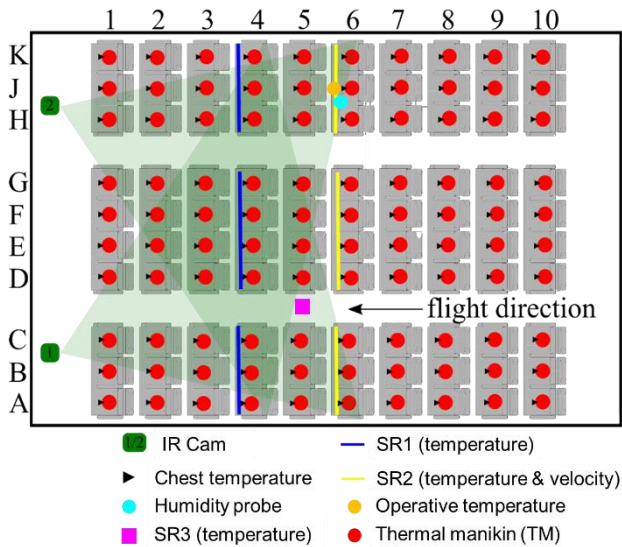 1 2 3 4 5 6 7 8 9 10
K
J
H
2
G
F
E
D
flight direction
C
1
B
A
1/2 IR Cam
SR1 (temperature)
Chest temperature
SR2 (temperature & velocity)
Humidity probe
Operative temperature
SR3 (temperature)
Thermal manikin (TM)